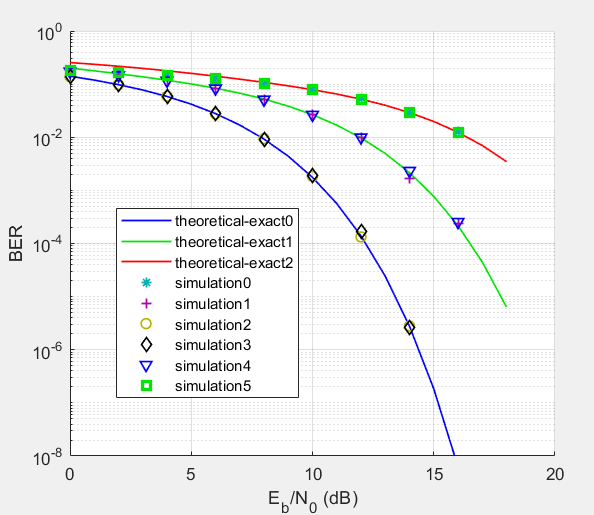 10^0
10^-2
10^-4
10^-6
10^-8
BER
theoretical-exact0
theoretical-exact1
theoretical-exact2
simulation0
simulation1
simulation2
simulation3
simulation4
simulation5
0 5 10 15 20
E_b/N_0 (dB)